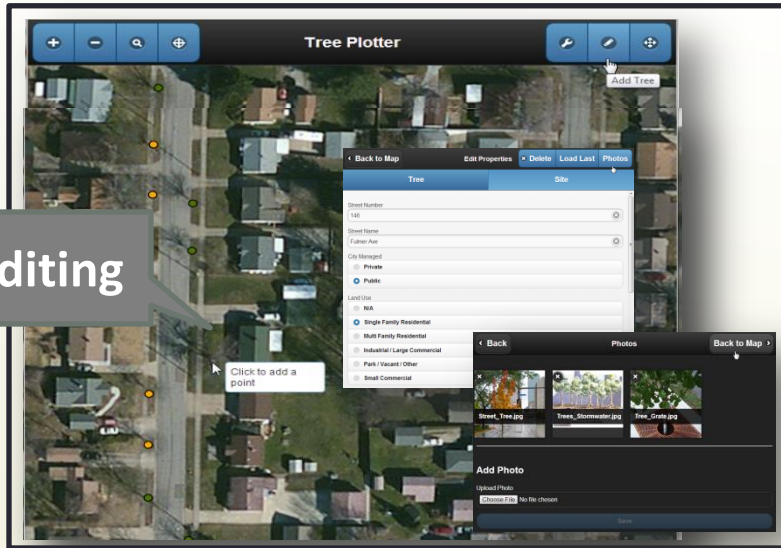 Tree Plotter
Add Tree
Back to Map
Edit Properties
Delete
Load Last
Photos
Tree
Site
Street Number
146
Street Name
Fulmer Ave
City Managed
Private
Public
Land Use
N/A
Single Family Residential
Multi Family Residential
Industrial / Large Commercial
Park / Vacant / Other
Small Commercial
diting
Click to add a
point
Back
Photos
Back to Map
Street_Tree.jpg
Trees_Stormwater.jpg
Tree_Grate.jpg
Add Photo
Upload Photo
Choose File No file chosen
Save